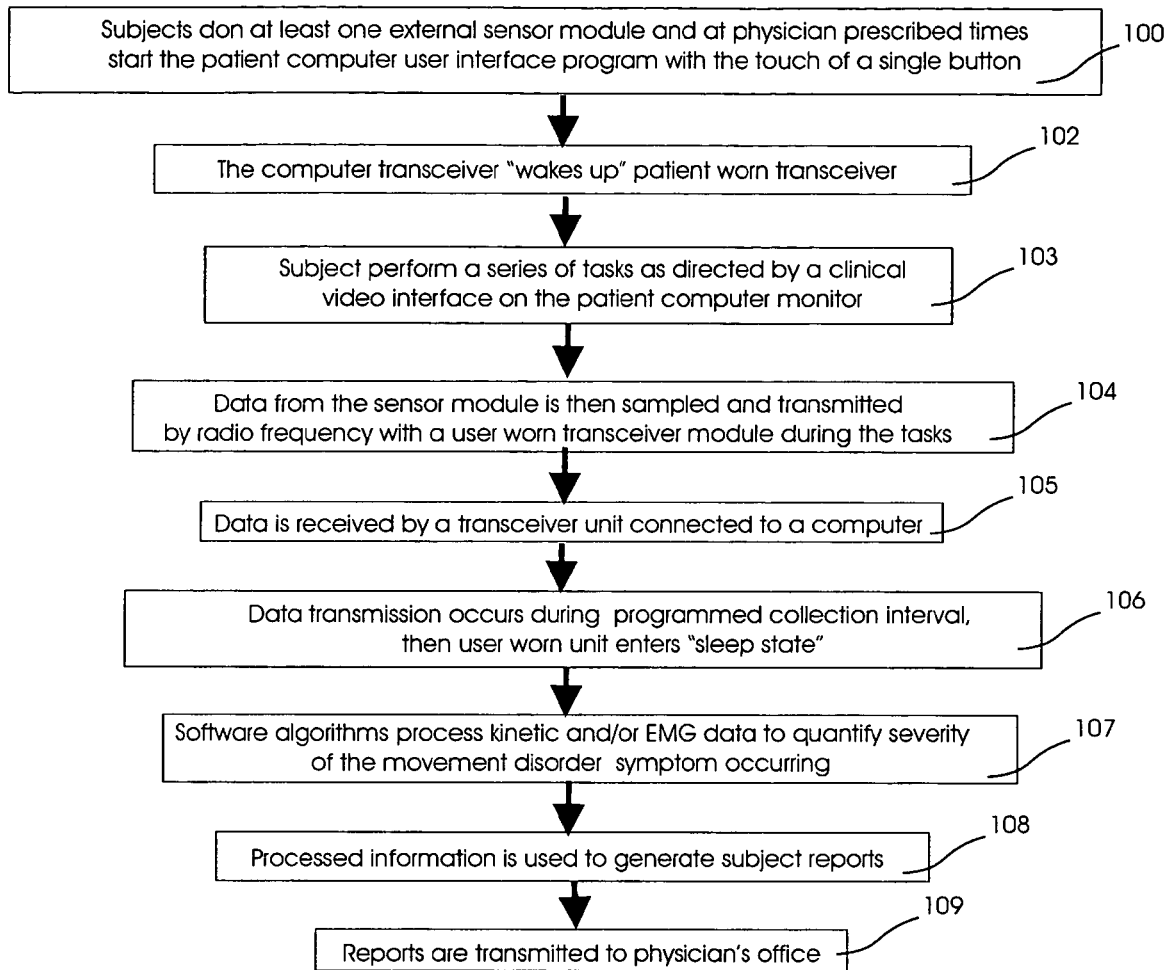 Subjects don at least one external sensor module and at physician prescribed times
start the patient computer user interface program with the touch of a single button
100
The computer transceiver “wakes up” patient worn transceiver
102
Subject perform a series of tasks as directed by a clinical
video interface on the patient computer monitor
103
Data from the sensor module is then sampled and transmitted
by radio frequency with a user worn transceiver module during the tasks
104
Data is received by a transceiver unit connected to a computer
105
Data transmission occurs during programmed collection interval,
then user worn unit enters “sleep state”
106
Software algorithms process kinetic and/or EMG data to quantify severity
of the movement disorder symptom occurring
107
Processed information is used to generate subject reports
108
Reports are transmitted to physician’s office
109